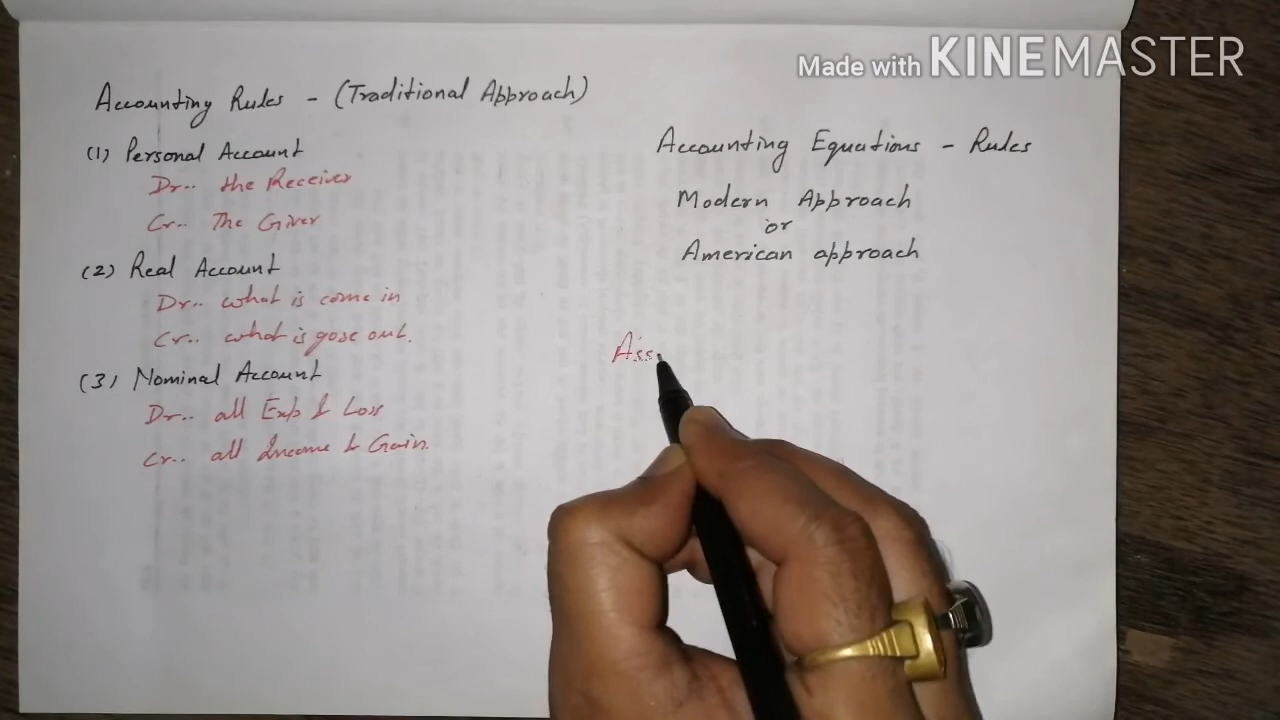 Made with KINEMASTER
Accounting Rules - (Traditional Approach)
(1) Personal Account
Dr.. the Receiver
Cr.. The Giver
(2) Real Account
Dr.. what is come in
Cr.. what is gose out.
(3) Nominal Account
Dr.. all Exp & Loss
Cr.. all Income & Gain.
Accounting Equations - Rules
Modern Approach
or
American approach
Ass